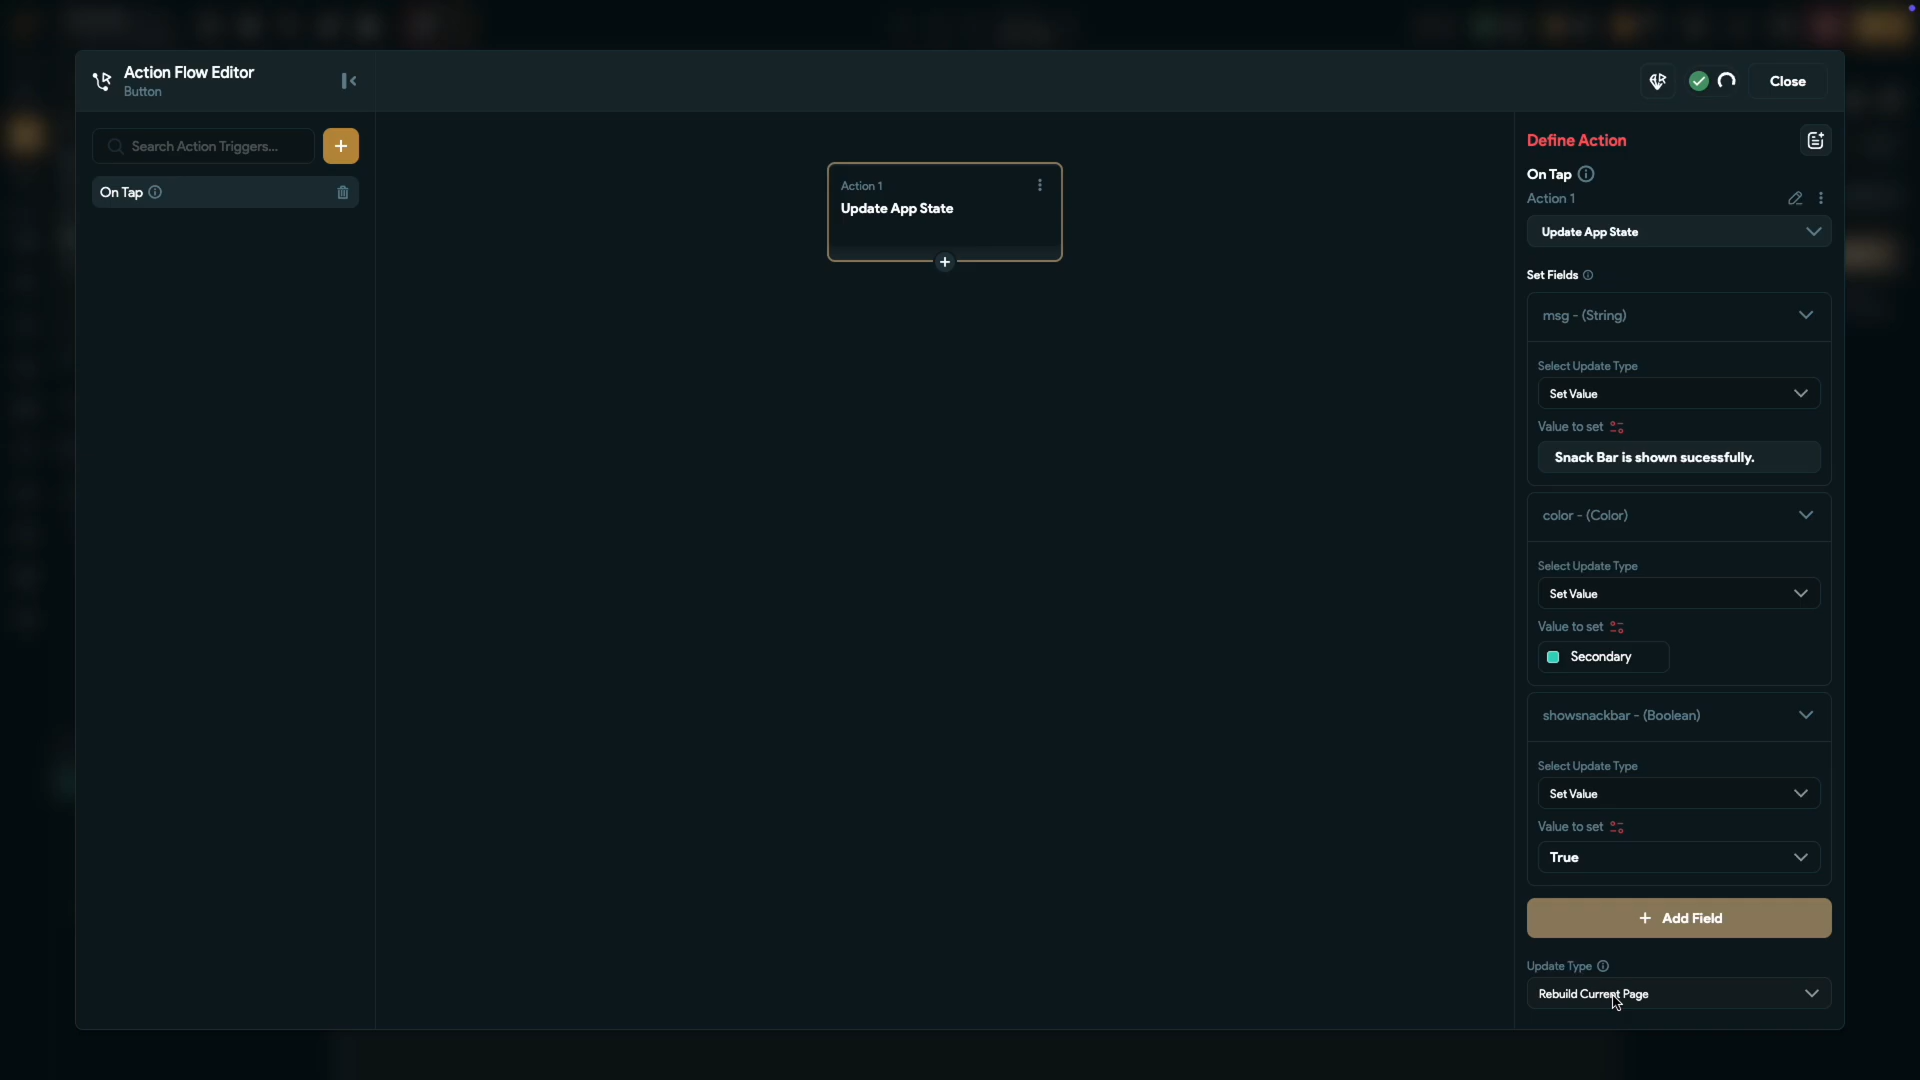 Action Flow Editor
Button
Close
Search Action Triggers...
On Tap
Action 1
Update App State
Define Action
On Tap
Action 1
Update App State
Set Fields
msg - (String)
Select Update Type
Set Value
Value to set
Snack Bar is shown sucessfully.
color - (Color)
Select Update Type
Set Value
Value to set
Secondary
showsnackbar - (Boolean)
Select Update Type
Set Value
Value to set
True
+ Add Field
Update Type
Rebuild Current Page